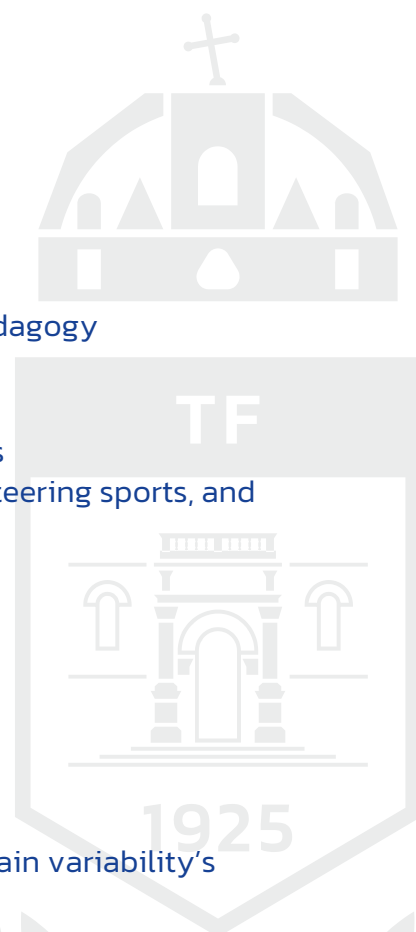 dagogy
TF
s
teering sports, and
1925
ain variability's